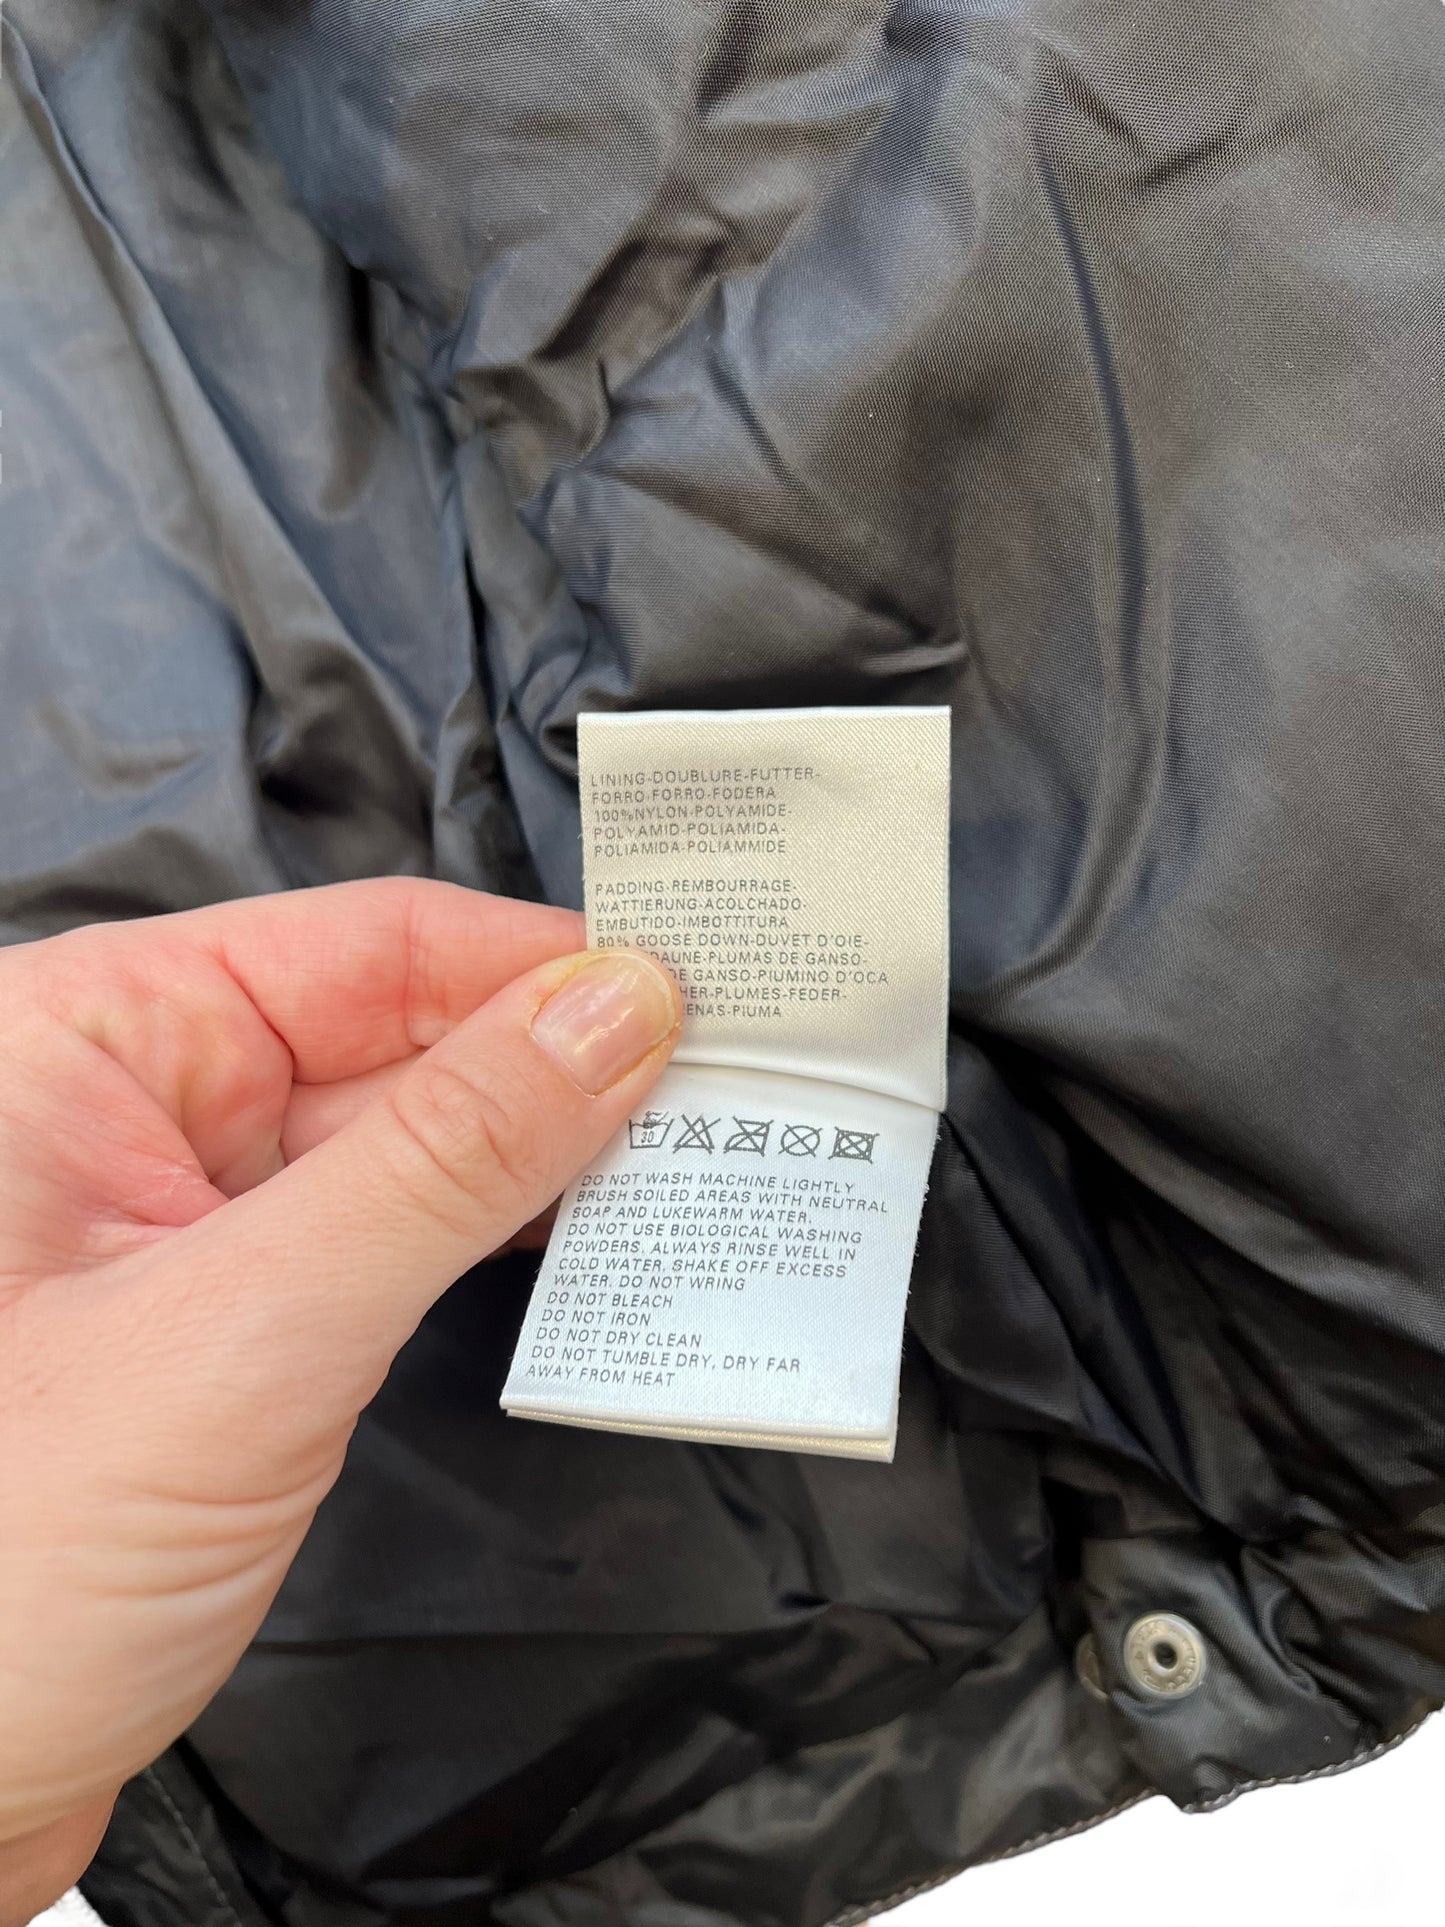 LINING-DOUBLURE-FUTTER-
FORRO-FORRO-FODERA
100%NYLON-POLYAMIDE-
POLYAMID-POLIAMIDA-
POLIAMIDA-POLIAMMIDE
PADDING-REMBOURRAGE-
WATTIERUNG-ACOLCHADO-
EMBUTIDO-IMBOTTITURA
80% GOOSE DOWN-DUVET D'OIE-
DAUNE-PLUMAS DE GANSO-
DE GANSO-PIUMINO D'OCA
HER-PLUMES-FEDER-
ENAS-PIUMA
30
DO NOT WASH MACHINE LIGHTLY
BRUSH SOILED AREAS WITH NEUTRAL
SOAP AND LUKEWARM WATER.
DO NOT USE BIOLOGICAL WASHING
POWDERS. ALWAYS RINSE WELL IN
COLD WATER. SHAKE OFF EXCESS
WATER. DO NOT WRING
DO NOT BLEACH
DO NOT IRON
DO NOT DRY CLEAN
DO NOT TUMBLE DRY. DRY FAR
AWAY FROM HEAT